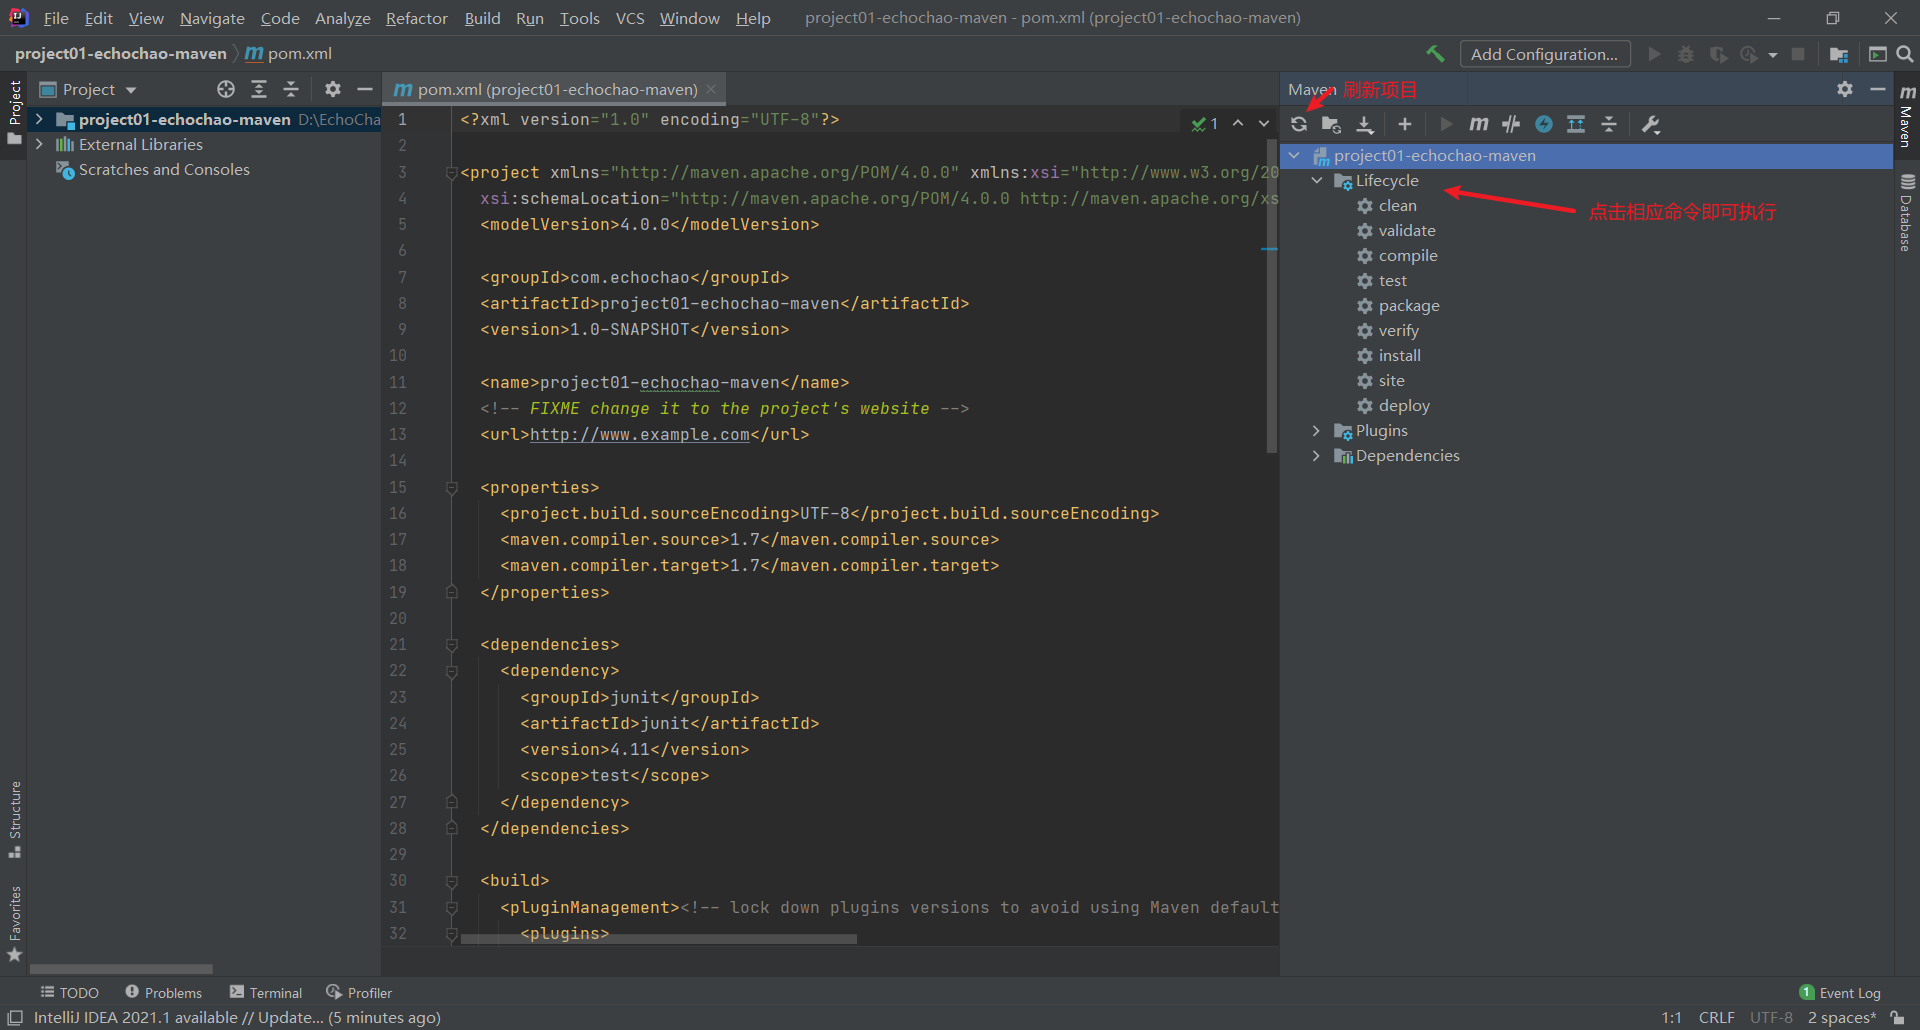 File Edit View Navigate Code Analyze Refactor Build Run Tools VCS Window Help project01-echochao-maven - pom.xml (project01-echochao-maven)
project01-echochao-maven pom.xml Add Configuration...
Project
Project
project01-echochao-maven D:\EchoCha
External Libraries
Scratches and Consoles
Structure
Favorites
pom.xml (project01-echochao-maven)
1
1 <?xml version="1.0" encoding="UTF-8"?>
2
3 <project xmlns="http://maven.apache.org/POM/4.0.0" xmlns:xsi="http://www.w3.org/20
4 xsi:schemaLocation="http://maven.apache.org/POM/4.0.0 http://maven.apache.org/xs
5 <modelVersion>4.0.0</modelVersion>
6
7 <groupId>com.echochao</groupId>
8 <artifactId>project01-echochao-maven</artifactId>
9 <version>1.0-SNAPSHOT</version>
10
11 <name>project01-echochao-maven</name>
12 <!-- FIXME change it to the project's website -->
13 <url>http://www.example.com</url>
14
15 <properties>
16 <project.build.sourceEncoding>UTF-8</project.build.sourceEncoding>
17 <maven.compiler.source>1.7</maven.compiler.source>
18 <maven.compiler.target>1.7</maven.compiler.target>
19 </properties>
20
21 <dependencies>
22 <dependency>
23 <groupId>junit</groupId>
24 <artifactId>junit</artifactId>
25 <version>4.11</version>
26 <scope>test</scope>
27 </dependency>
28 </dependencies>
29
30 <build>
31 <pluginManagement><!-- lock down plugins versions to avoid using Maven default
32 <plugins>
Maven 刷新项目
project01-echochao-maven
Lifecycle
点击相应命令即可执行
clean
validate
compile
test
package
verify
install
site
deploy
Plugins
Dependencies
Maven
Database
TODO Problems Terminal Profiler 1 Event Log
IntelliJ IDEA 2021.1 available // Update... (5 minutes ago) 1:1 CRLF UTF-8 2 spaces*